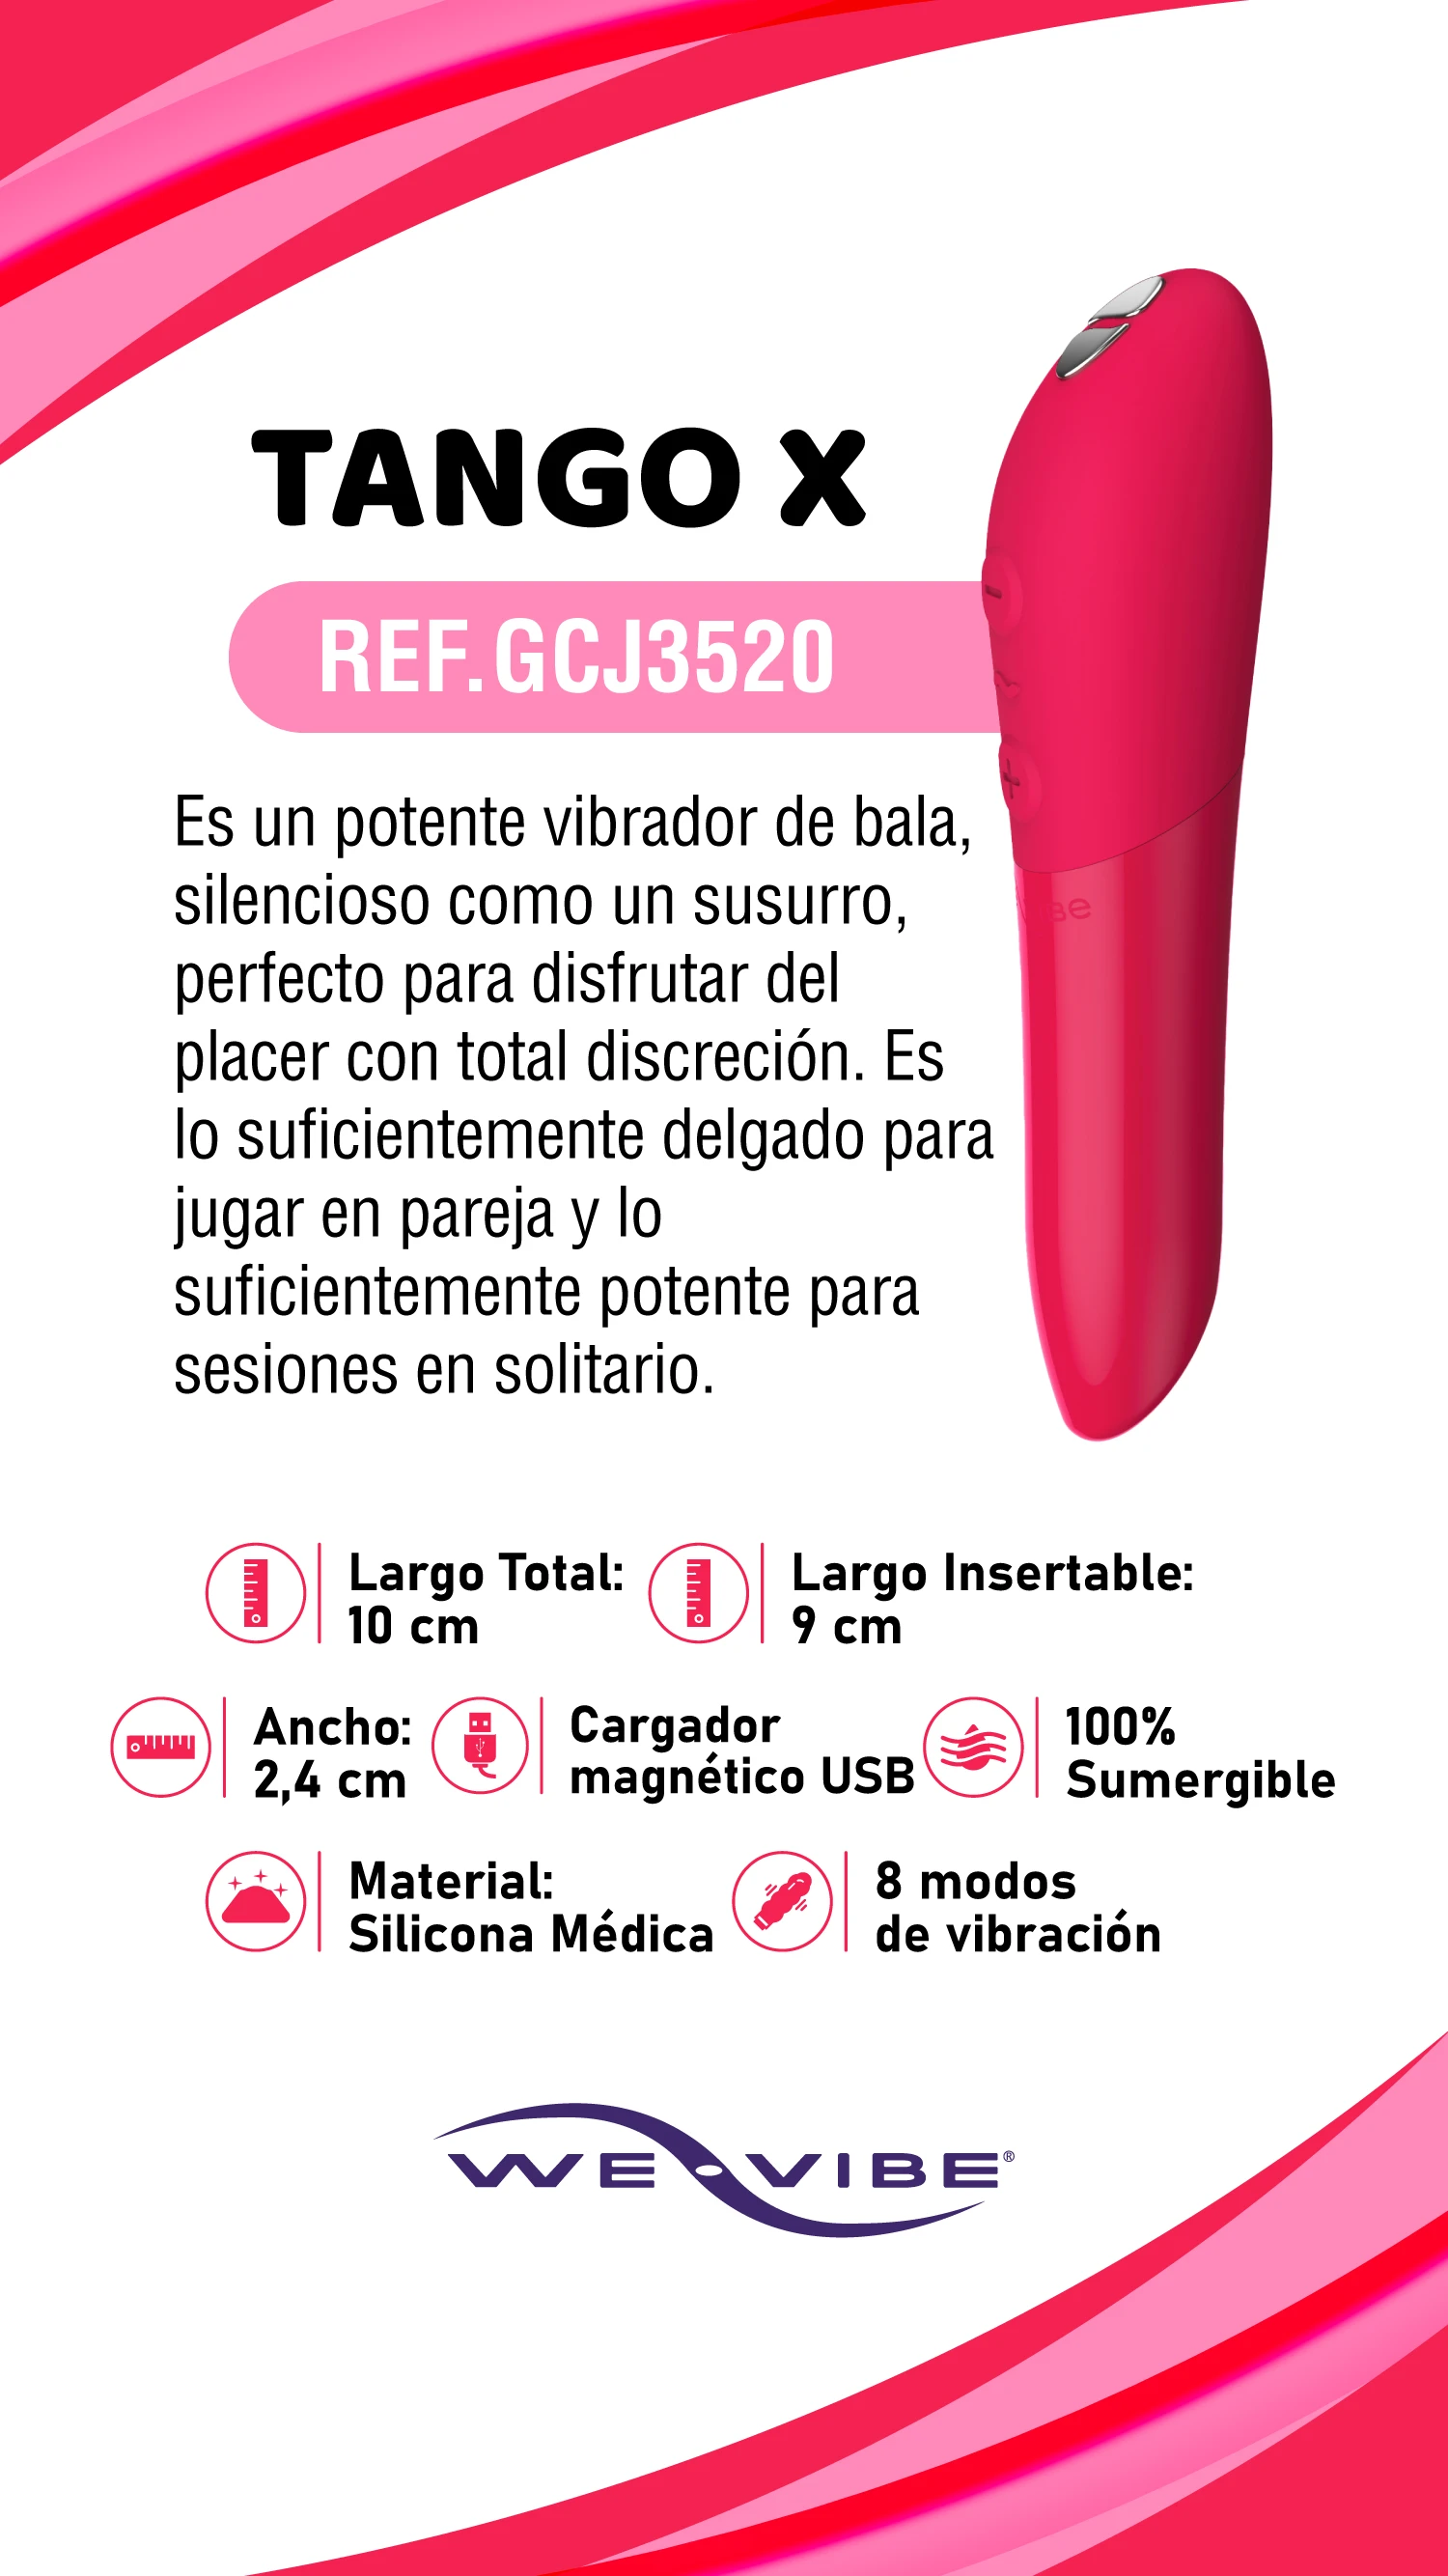 TANGO X
REF.GCJ3520
Es un potente vibrador de bala,
silencioso como un susurro,
perfecto para disfrutar del
placer con total discreción. Es
lo suficientemente delgado para
jugar en pareja y lo
suficientemente potente para
sesiones en solitario.
Largo Total:
10 cm
Largo Insertable:
9 cm
Ancho:
2,4 cm
Cargador
magnético USB
100%
Sumergible
Material:
Silicona Médica
8 modos
de vibración
WE-VIBE®